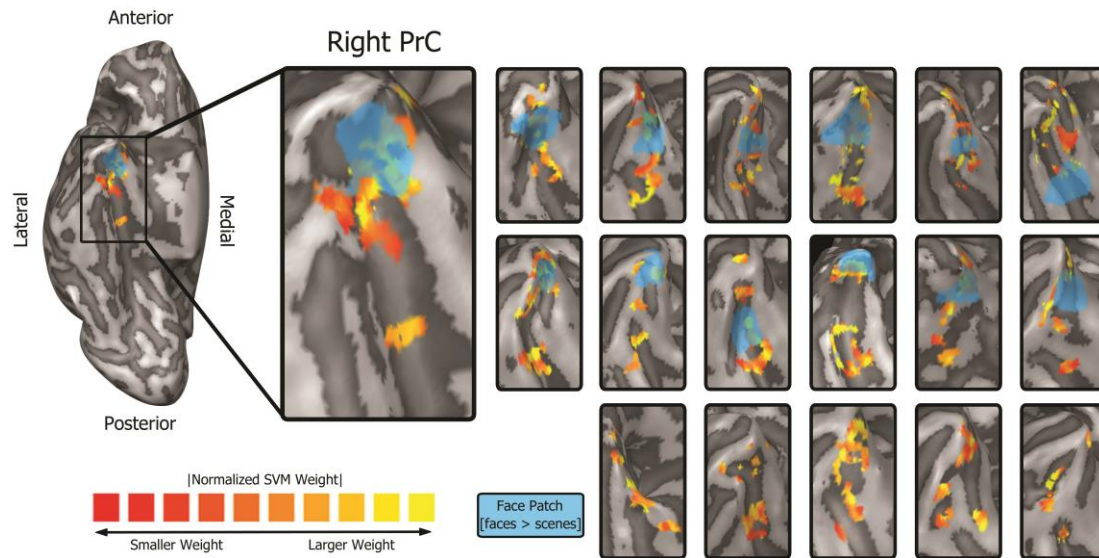 Anterior
Right PrC
Lateral
Medial
Posterior
|Normalized SVM Weight|
Smaller Weight
Larger Weight
Face Patch
[faces > scenes]